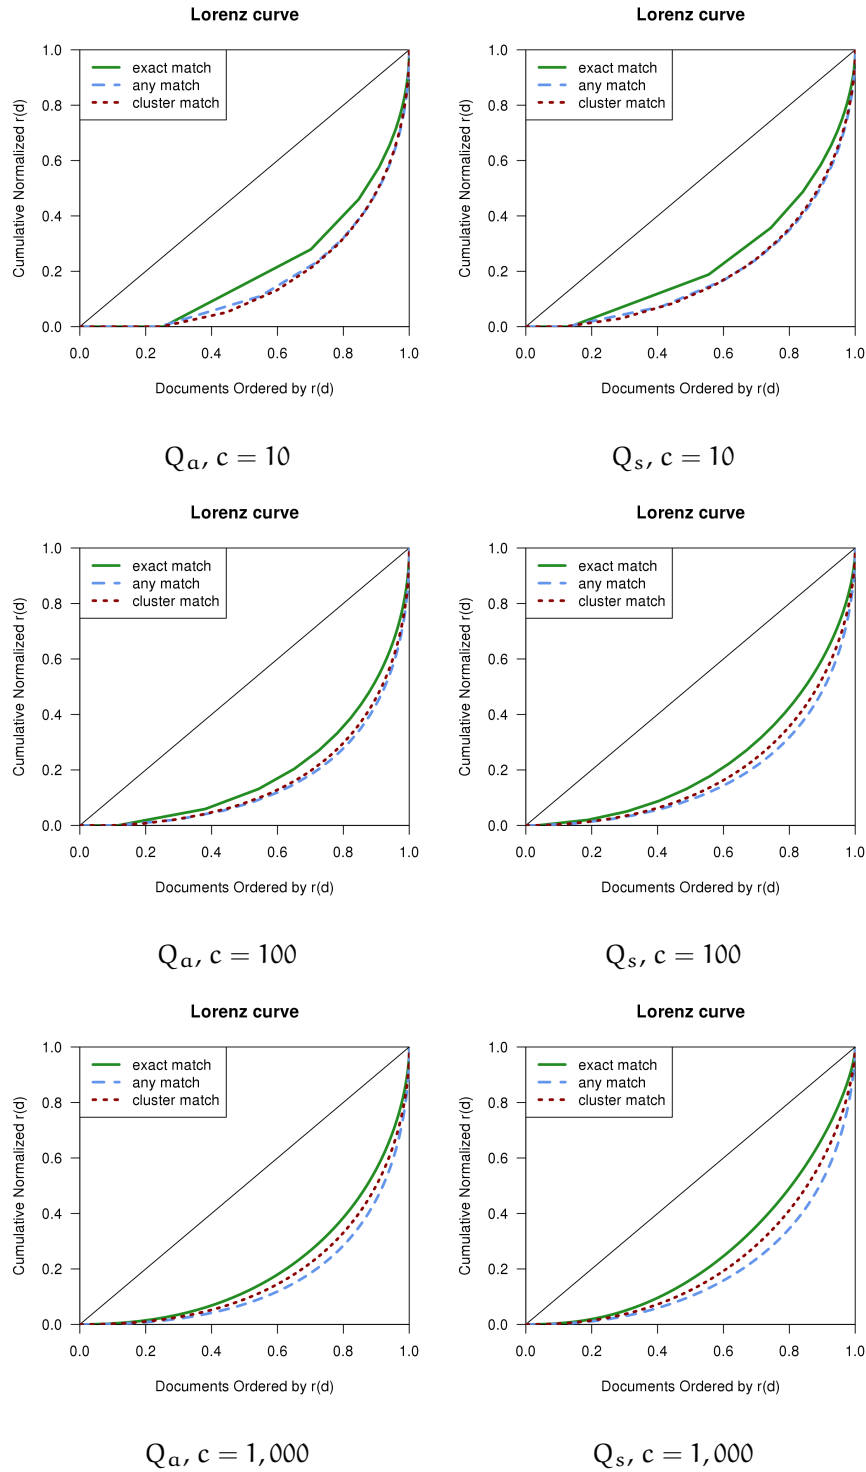 Lorenz curve
exact match
any match
cluster match
Cumulative Normalized r(d)
1.0
0.8
0.6
0.4
0.2
0.0
0.0 0.2 0.4 0.6 0.8 1.0
Documents Ordered by r(d)
Qa, c = 10
Lorenz curve
exact match
any match
cluster match
Cumulative Normalized r(d)
1.0
0.8
0.6
0.4
0.2
0.0
0.0 0.2 0.4 0.6 0.8 1.0
Documents Ordered by r(d)
Qs, c = 10
Lorenz curve
exact match
any match
cluster match
Cumulative Normalized r(d)
1.0
0.8
0.6
0.4
0.2
0.0
0.0 0.2 0.4 0.6 0.8 1.0
Documents Ordered by r(d)
Qa, c = 100
Lorenz curve
exact match
any match
cluster match
Cumulative Normalized r(d)
1.0
0.8
0.6
0.4
0.2
0.0
0.0 0.2 0.4 0.6 0.8 1.0
Documents Ordered by r(d)
Qs, c = 100
Lorenz curve
exact match
any match
cluster match
Cumulative Normalized r(d)
1.0
0.8
0.6
0.4
0.2
0.0
0.0 0.2 0.4 0.6 0.8 1.0
Documents Ordered by r(d)
Qa, c = 1,000
Lorenz curve
exact match
any match
cluster match
Cumulative Normalized r(d)
1.0
0.8
0.6
0.4
0.2
0.0
0.0 0.2 0.4 0.6 0.8 1.0
Documents Ordered by r(d)
Qs, c = 1,000